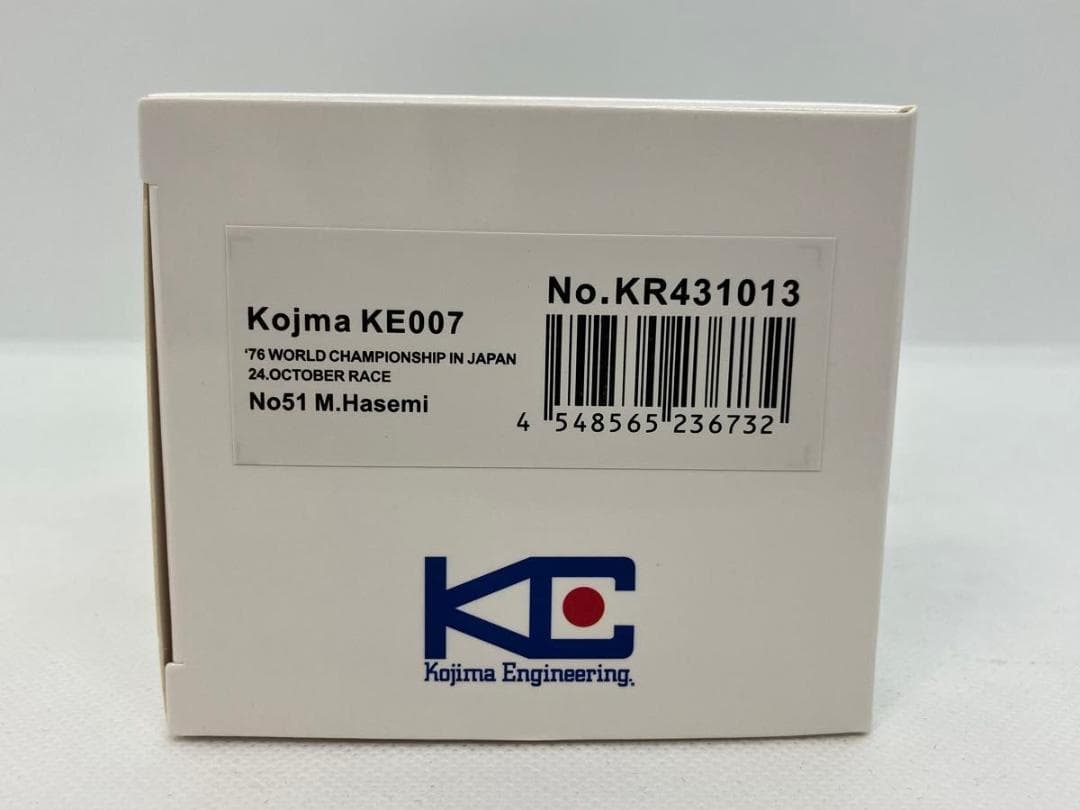 Kojma KE007
'76 WORLD CHAMPIONSHIP IN JAPAN
24.OCTOBER RACE
No51 M.Hasemi
No.KR431013
4 548565 236732
KE
Kojima Engineering.